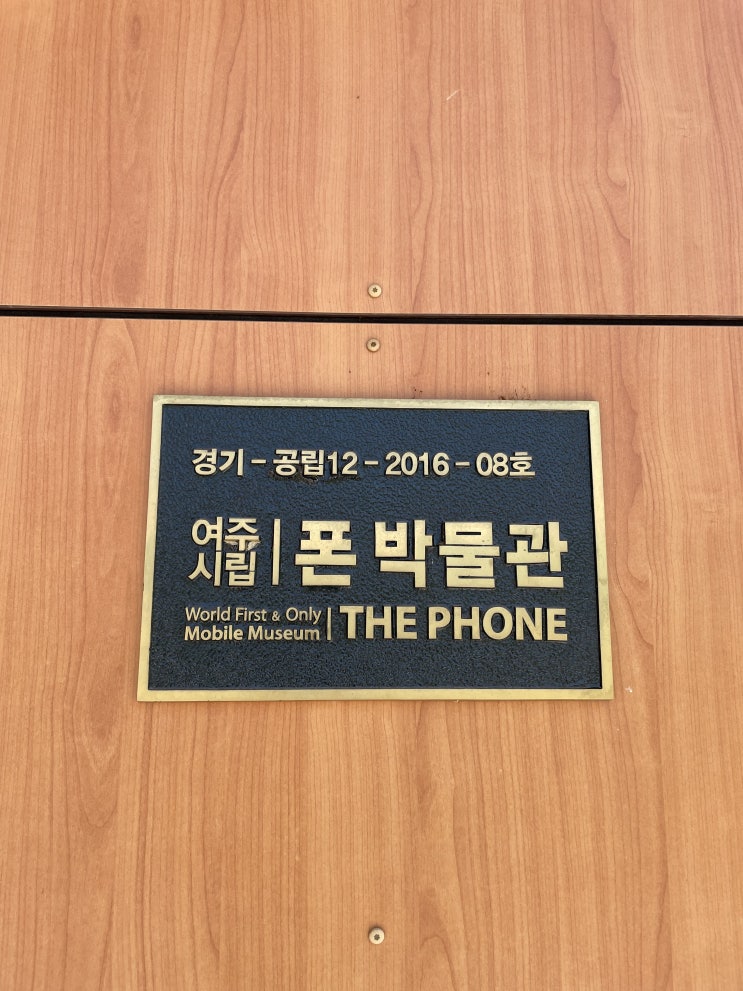 경기 - 공립12 - 2016 - 08호
여주시립 | 폰 박물관
World First & Only Mobile Museum | THE PHONE